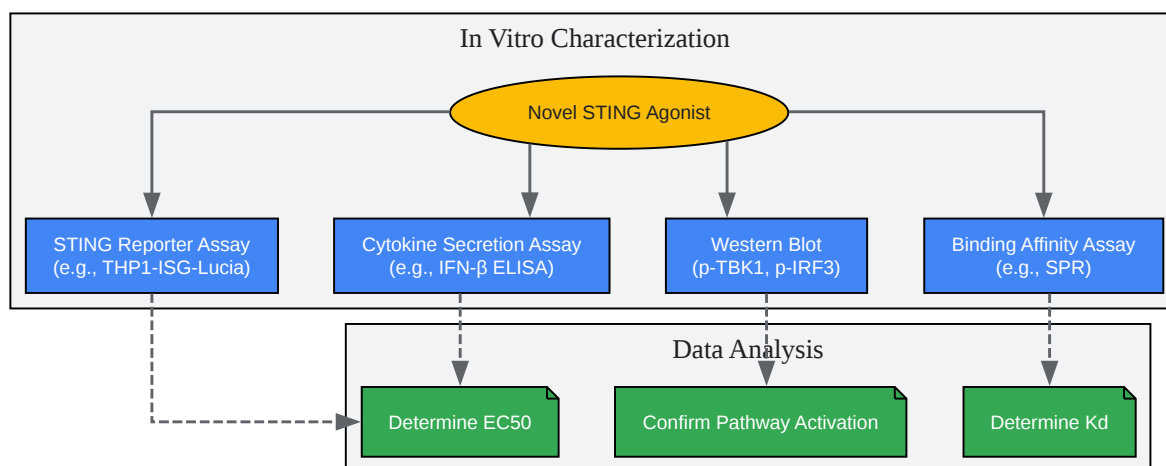 In Vitro Characterization
Novel STING Agonist
STING Reporter Assay
(e.g., THP1-ISG-Lucia)
Cytokine Secretion Assay
(e.g., IFN-β ELISA)
Western Blot
(p-TBK1, p-IRF3)
Binding Affinity Assay
(e.g., SPR)
Data Analysis
Determine EC50
Confirm Pathway Activation
Determine Kd